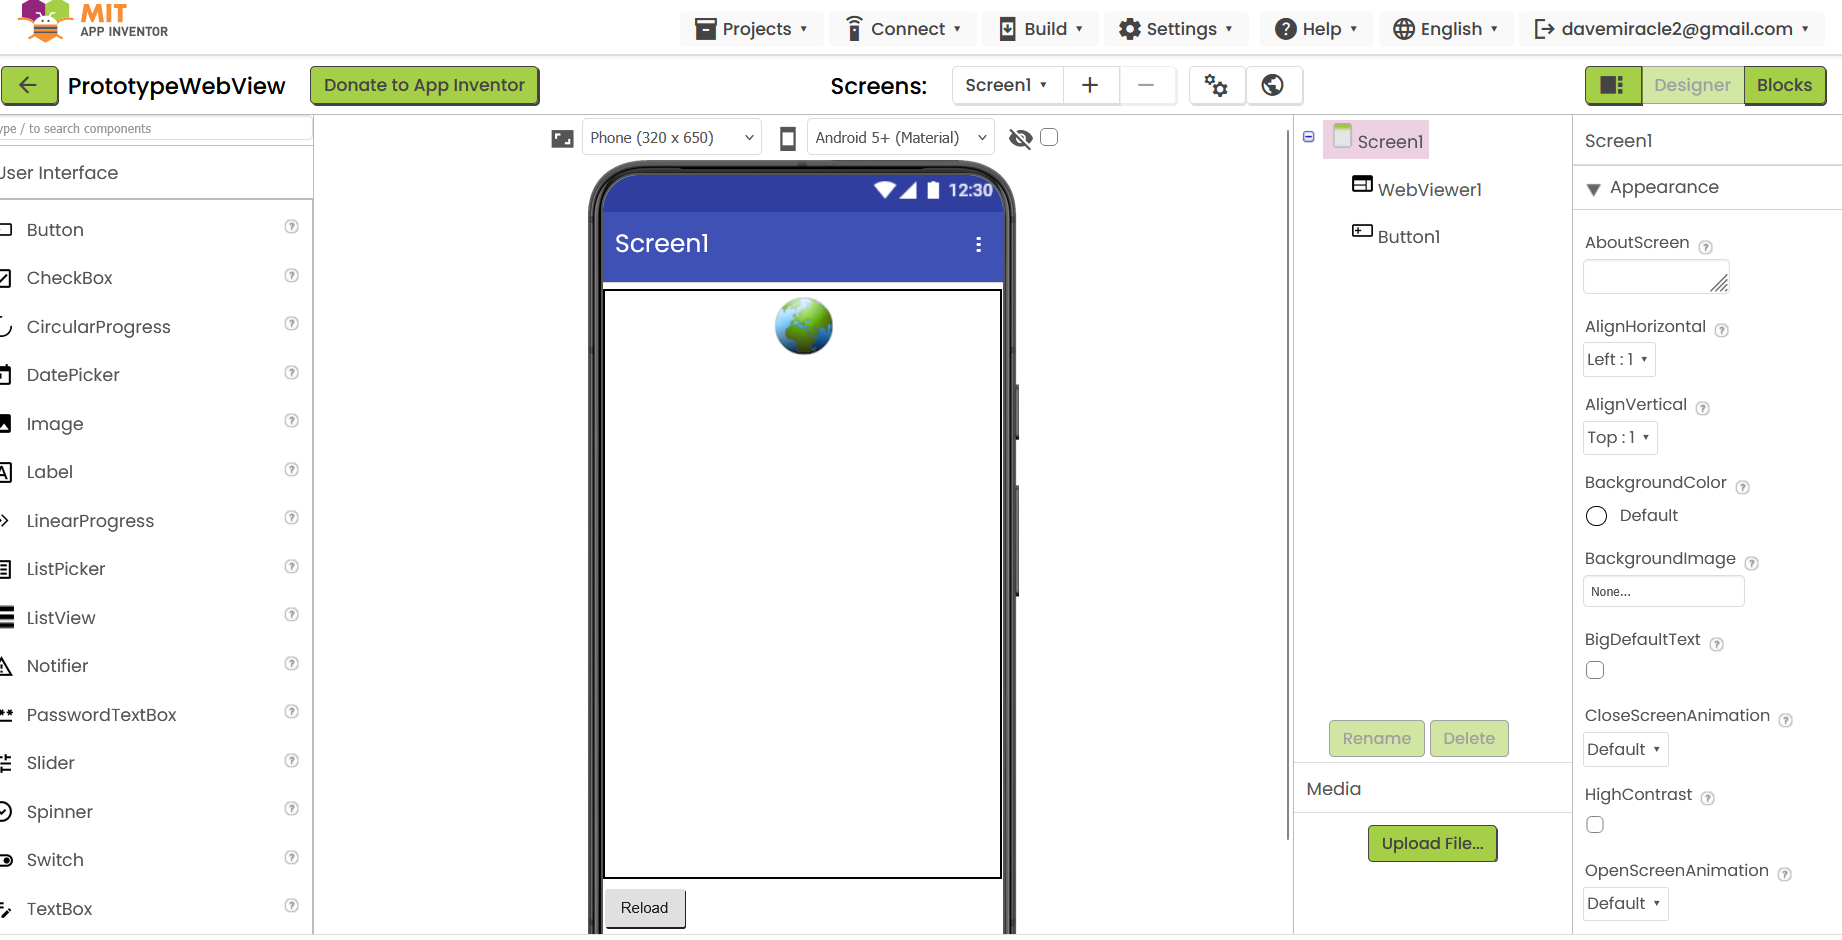 MIT
APP INVENTOR
Projects
Connect
Build
Settings
Help
English
davemiracle2@gmail.com
PrototypeWebView
Donate to App Inventor
Screens:
Screen1
Designer
Blocks
ype / to search components
User Interface
Button
CheckBox
CircularProgress
DatePicker
Image
Label
LinearProgress
ListPicker
ListView
Notifier
PasswordTextBox
Slider
Spinner
Switch
TextBox
Phone (320 x 650)
Android 5+ (Material)
12:30
Screen1
Reload
Screen1
WebViewer1
Button1
Rename
Delete
Media
Upload File...
Screen1
Appearance
AboutScreen
AlignHorizontal
Left : 1
AlignVertical
Top : 1
BackgroundColor
Default
BackgroundImage
None...
BigDefaultText
CloseScreenAnimation
Default
HighContrast
OpenScreenAnimation
Default